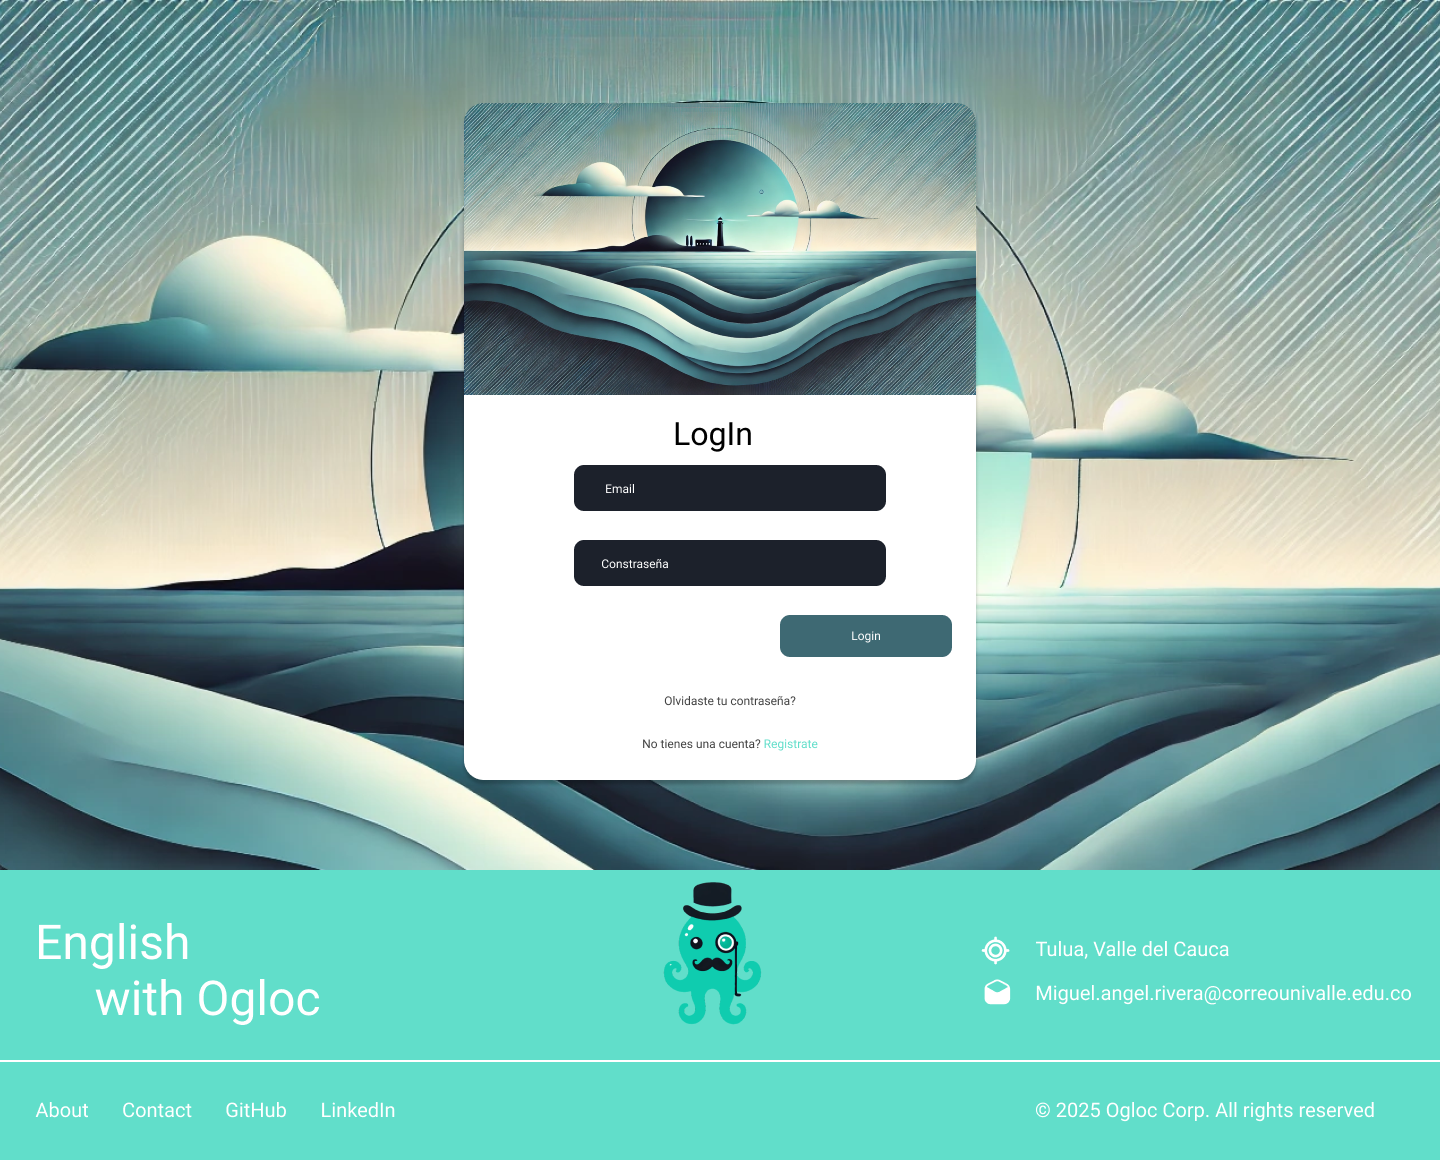 LogIn
Email
Constraseña
Login
Olvidaste tu contraseña?
No tienes una cuenta? Registrate
English
with Ogloc
Tulua, Valle del Cauca
Miguel.angel.rivera@correounivalle.edu.co
About Contact GitHub LinkedIn
© 2025 Ogloc Corp. All rights reserved